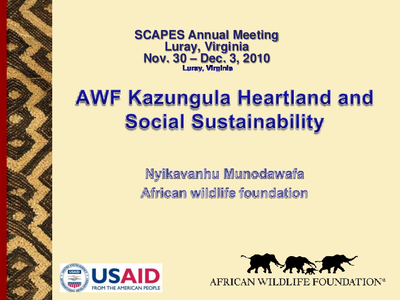 SCAPES Annual Meeting
Luray, Virginia
Nov. 30 – Dec. 3, 2010
Luray, Virginia
AWF Kazungula Heartland and
Social Sustainability
Nyikavanhu Munodawafa
African wildlife foundation
USAID
FROM THE AMERICAN PEOPLE
AFRICAN WILDLIFE FOUNDATION®